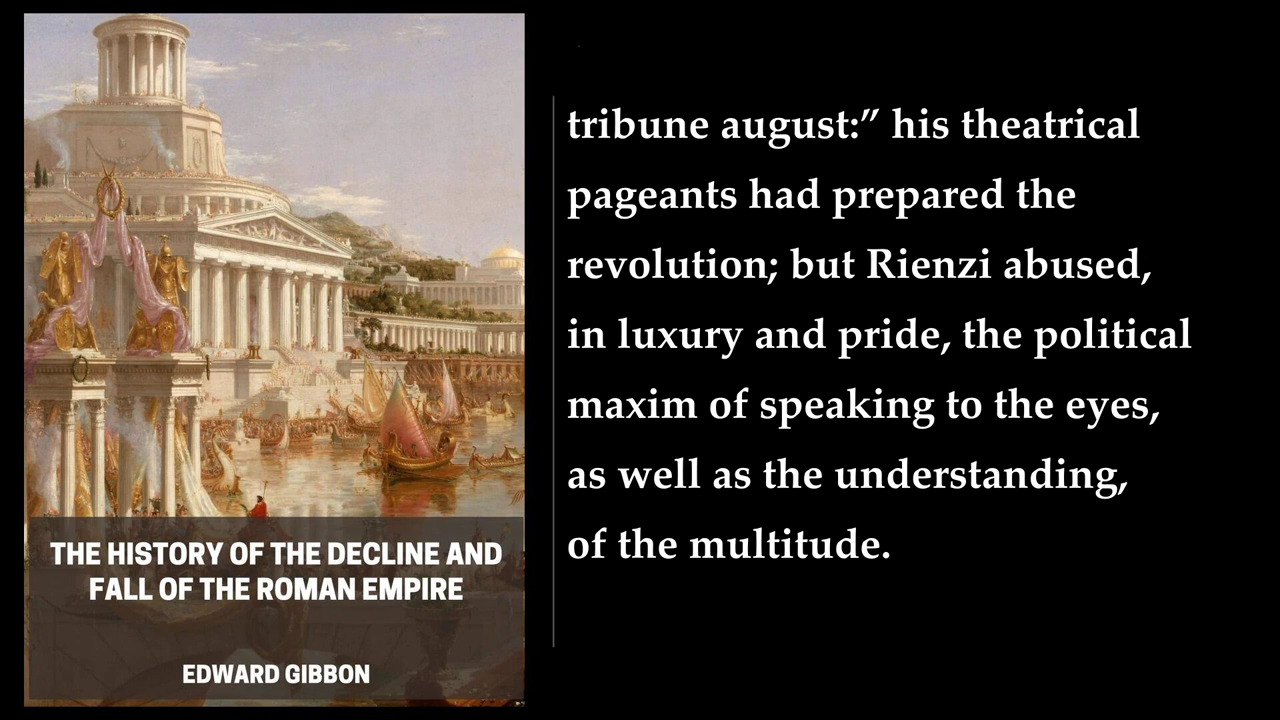 THE HISTORY OF THE DECLINE AND
FALL OF THE ROMAN EMPIRE
EDWARD GIBBON
tribune august:” his theatrical
pageants had prepared the
revolution; but Rienzi abused,
in luxury and pride, the political
maxim of speaking to the eyes,
as well as the understanding,
of the multitude.